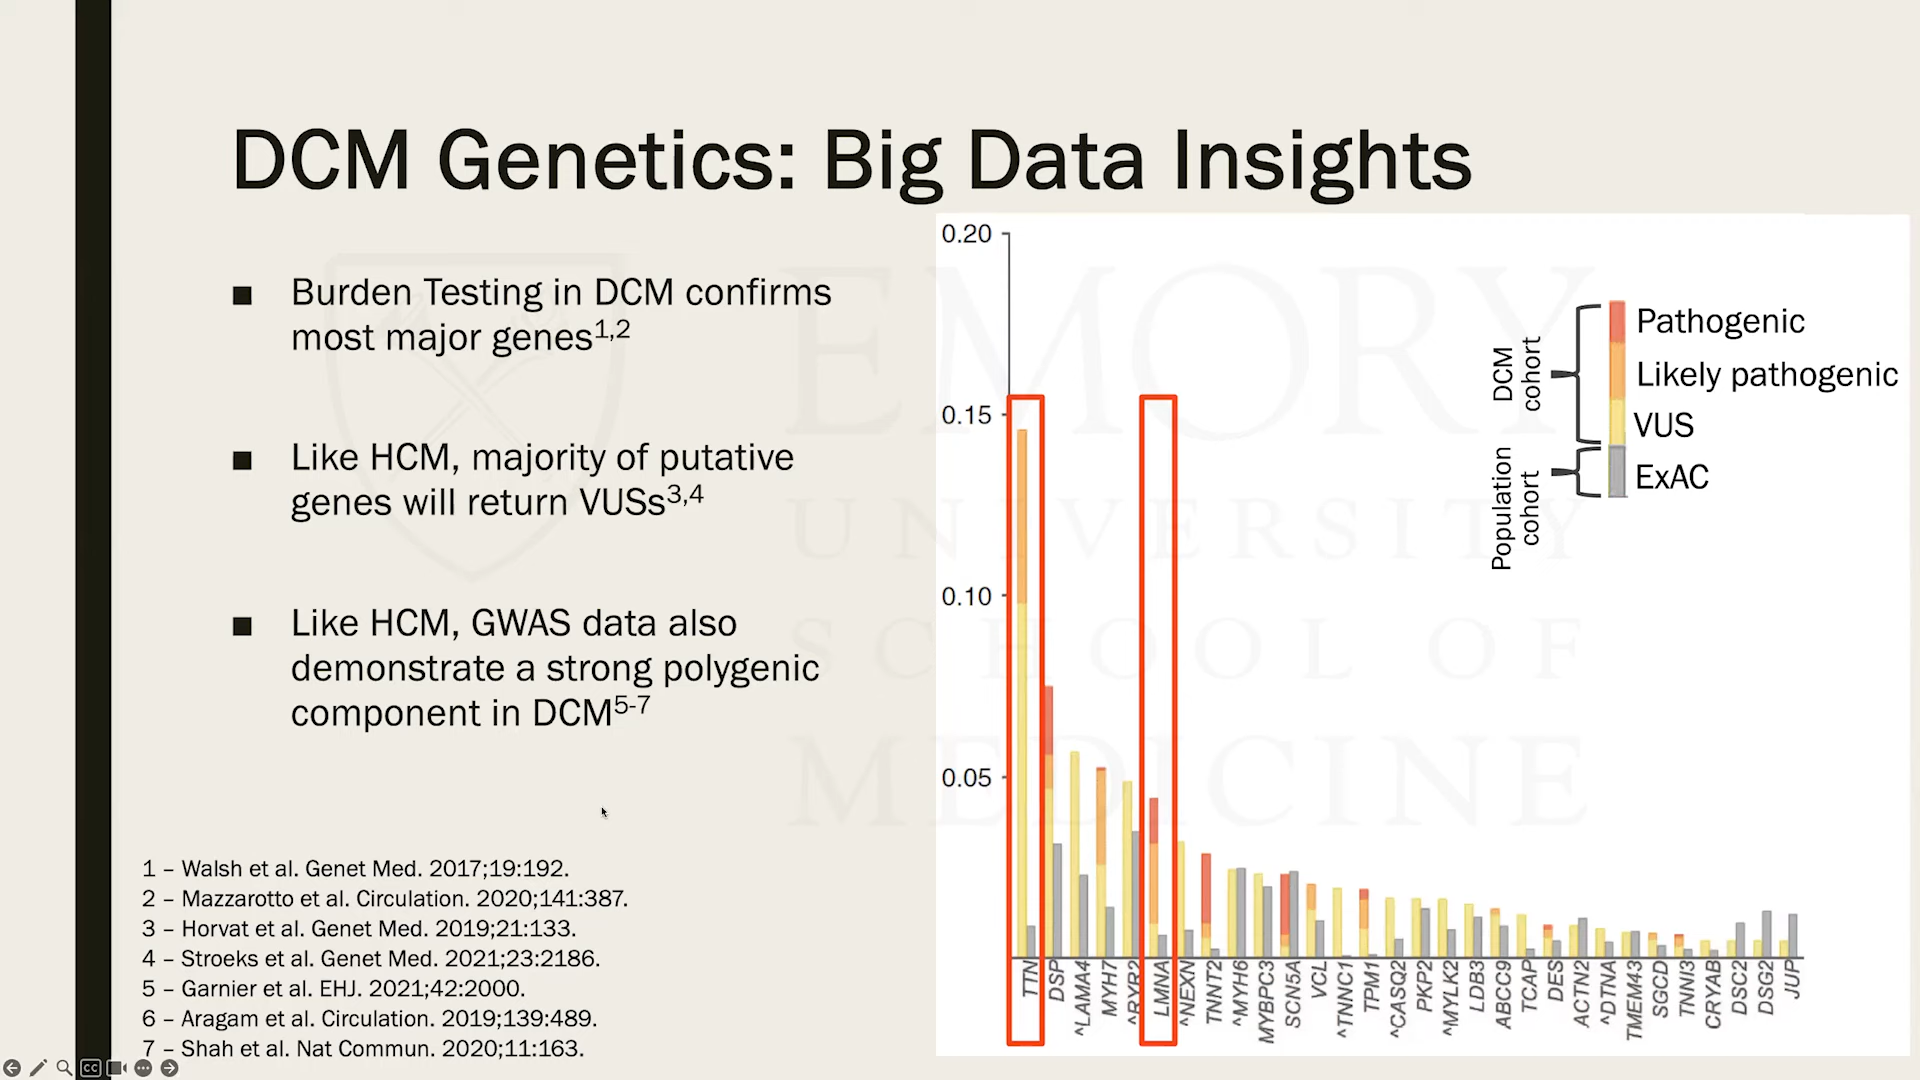 DCM Genetics: Big Data Insights
■ Burden Testing in DCM confirms
most major genes1,2
■ Like HCM, majority of putative
genes will return VUSs3,4
■ Like HCM, GWAS data also
demonstrate a strong polygenic
component in DCM5-7
1 – Walsh et al. Genet Med. 2017;19:192.
2 – Mazzarotto et al. Circulation. 2020;141:387.
3 – Horvat et al. Genet Med. 2019;21:133.
4 – Stroeks et al. Genet Med. 2021;23:2186.
5 – Garnier et al. EHJ. 2021;42:2000.
6 – Aragam et al. Circulation. 2019;139:489.
7 – Shah et al. Nat Commun. 2020;11:163.
CC
EMORY
UNIVERSITY
SCHOOL OF
MEDICINE
0.20
0.15
0.10
0.05
DCM
cohort
Population
cohort
Pathogenic
Likely pathogenic
VUS
ExAC
TTN
DSP
^LAMA4
MYH7
^RYR2
LMNA
^NEXN
TNNT2
^MYH6
MYBPC3
SCN5A
VCL
^TNNC1
TPM1
^CASQ2
PKP2
^MYLK2
LDB3
ABCC9
TCAP
DES
ACTN2
^DTNA
TMEM43
SGCD
TNNI3
CRYAB
DSC2
DSG2
JUP